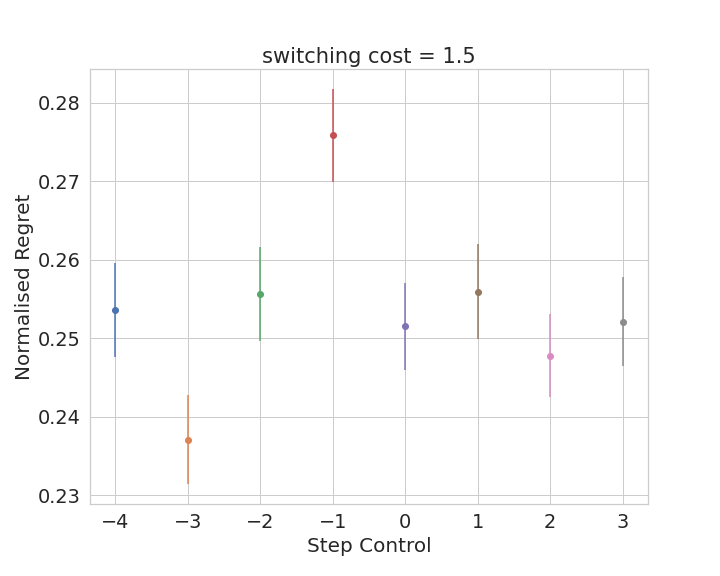 switching cost = 1.5
0.28
0.27
0.26
0.25
0.24
0.23
Normalised Regret
−4 −3 −2 −1 0 1 2 3
Step Control